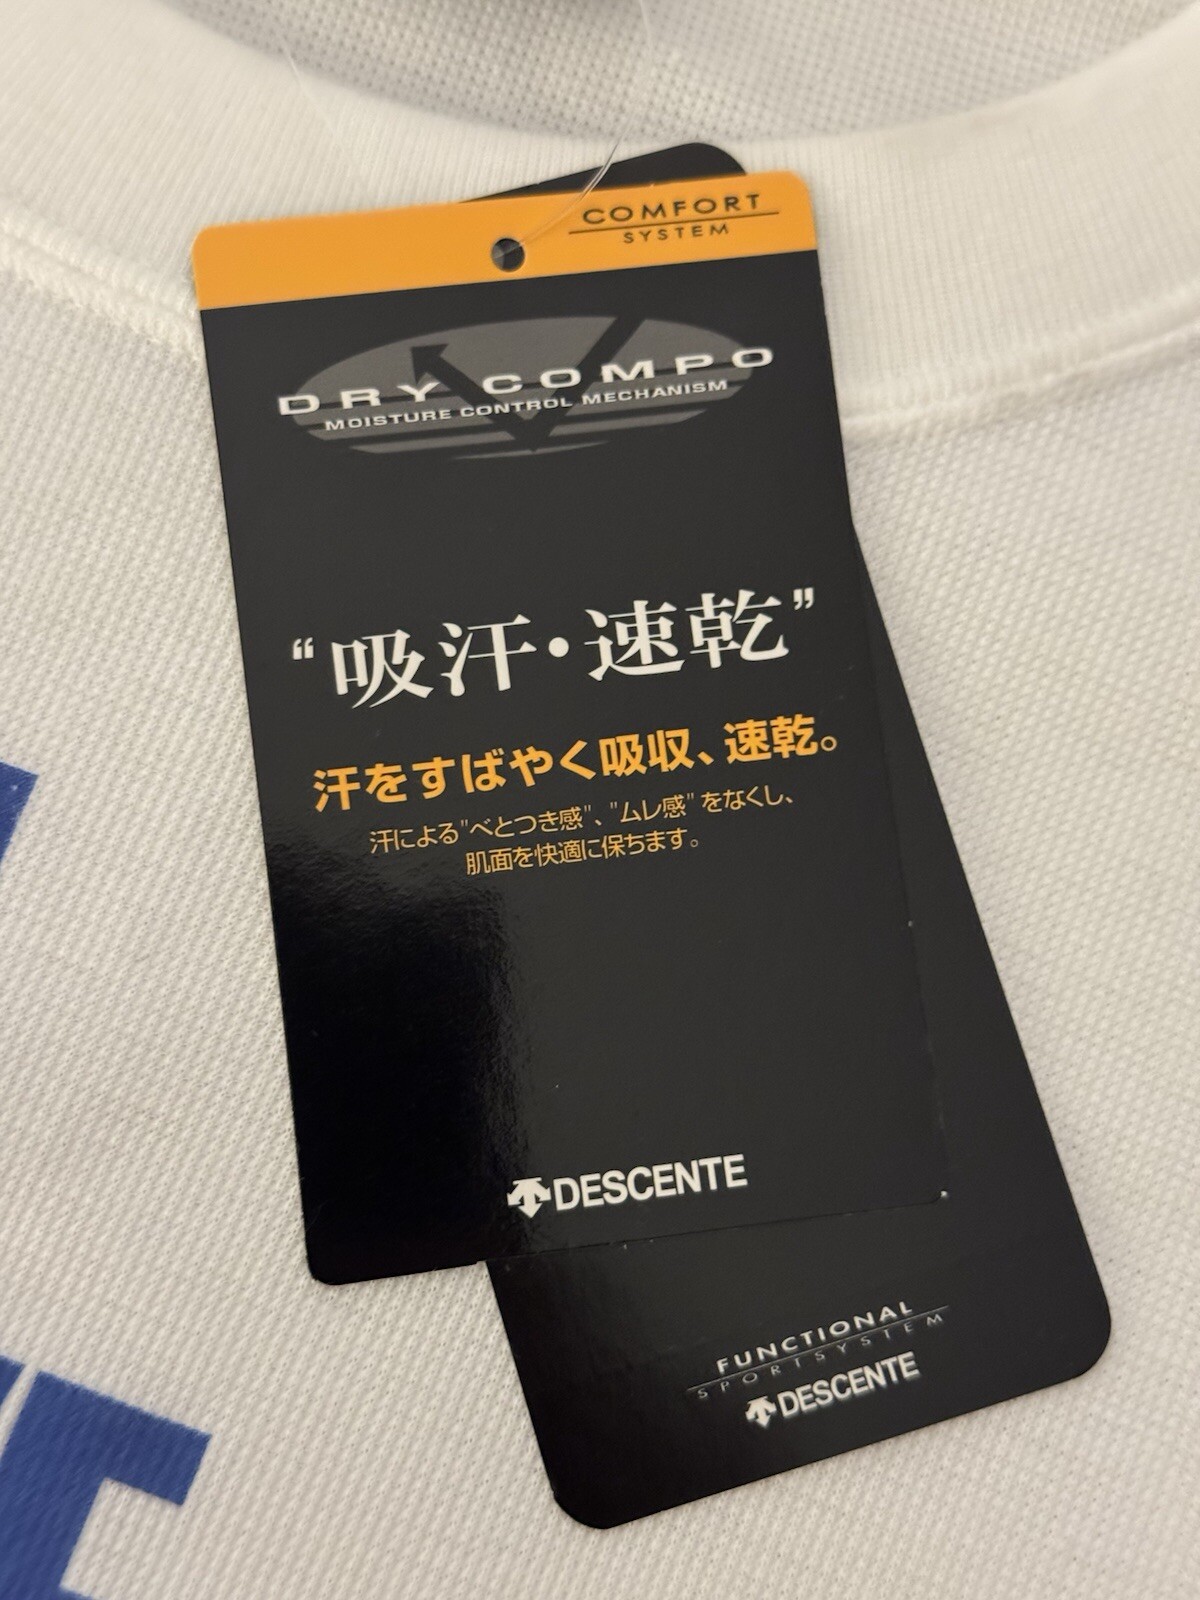 COMFORT
SYSTEM
DRY COMPO
MOISTURE CONTROL MECHANISM
“吸汗・速乾”
汗をすばやく吸収、速乾。
汗による"べとつき感"、"ムレ感"をなくし、
肌面を快適に保ちます。
DESCENTE
FUNCTIONAL
SPORTSYSTEM
DESCENTE